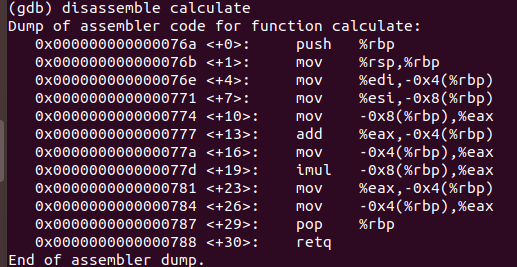 (gdb) disassemble calculate
Dump of assembler code for function calculate:
   0x000000000000076a <+0>:     push   %rbp
   0x000000000000076b <+1>:     mov    %rsp,%rbp
   0x000000000000076e <+4>:     mov    %edi,-0x4(%rbp)
   0x0000000000000771 <+7>:     mov    %esi,-0x8(%rbp)
   0x0000000000000774 <+10>:    mov    -0x8(%rbp),%eax
   0x0000000000000777 <+13>:    add    %eax,-0x4(%rbp)
   0x000000000000077a <+16>:    mov    -0x4(%rbp),%eax
   0x000000000000077d <+19>:    imul   -0x8(%rbp),%eax
   0x0000000000000781 <+23>:    mov    %eax,-0x4(%rbp)
   0x0000000000000784 <+26>:    mov    -0x4(%rbp),%eax
   0x0000000000000787 <+29>:    pop    %rbp
   0x0000000000000788 <+30>:    retq
End of assembler dump.